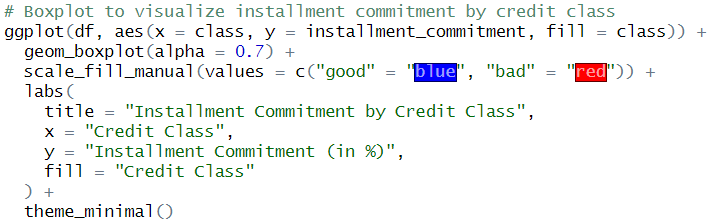 # Boxplot to visualize installment commitment by credit class
ggplot(df, aes(x = class, y = installment_commitment, fill = class)) +
  geom_boxplot(alpha = 0.7) +
  scale_fill_manual(values = c("good" = "blue", "bad" = "red")) +
  labs(
    title = "Installment Commitment by Credit Class",
    x = "Credit Class",
    y = "Installment Commitment (in %)",
    fill = "Credit Class"
  ) +
  theme_minimal()